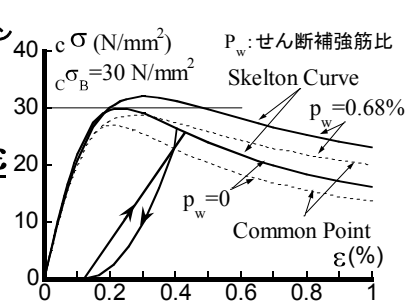 cσ (N/mm²)
Pw:せん断補強筋比
cσB=30 N/mm²
Skelton Curve
pw=0.68%
pw=0
Common Point
ε(%)
40
30
20
10
0
0 0.2 0.4 0.6 0.8 1